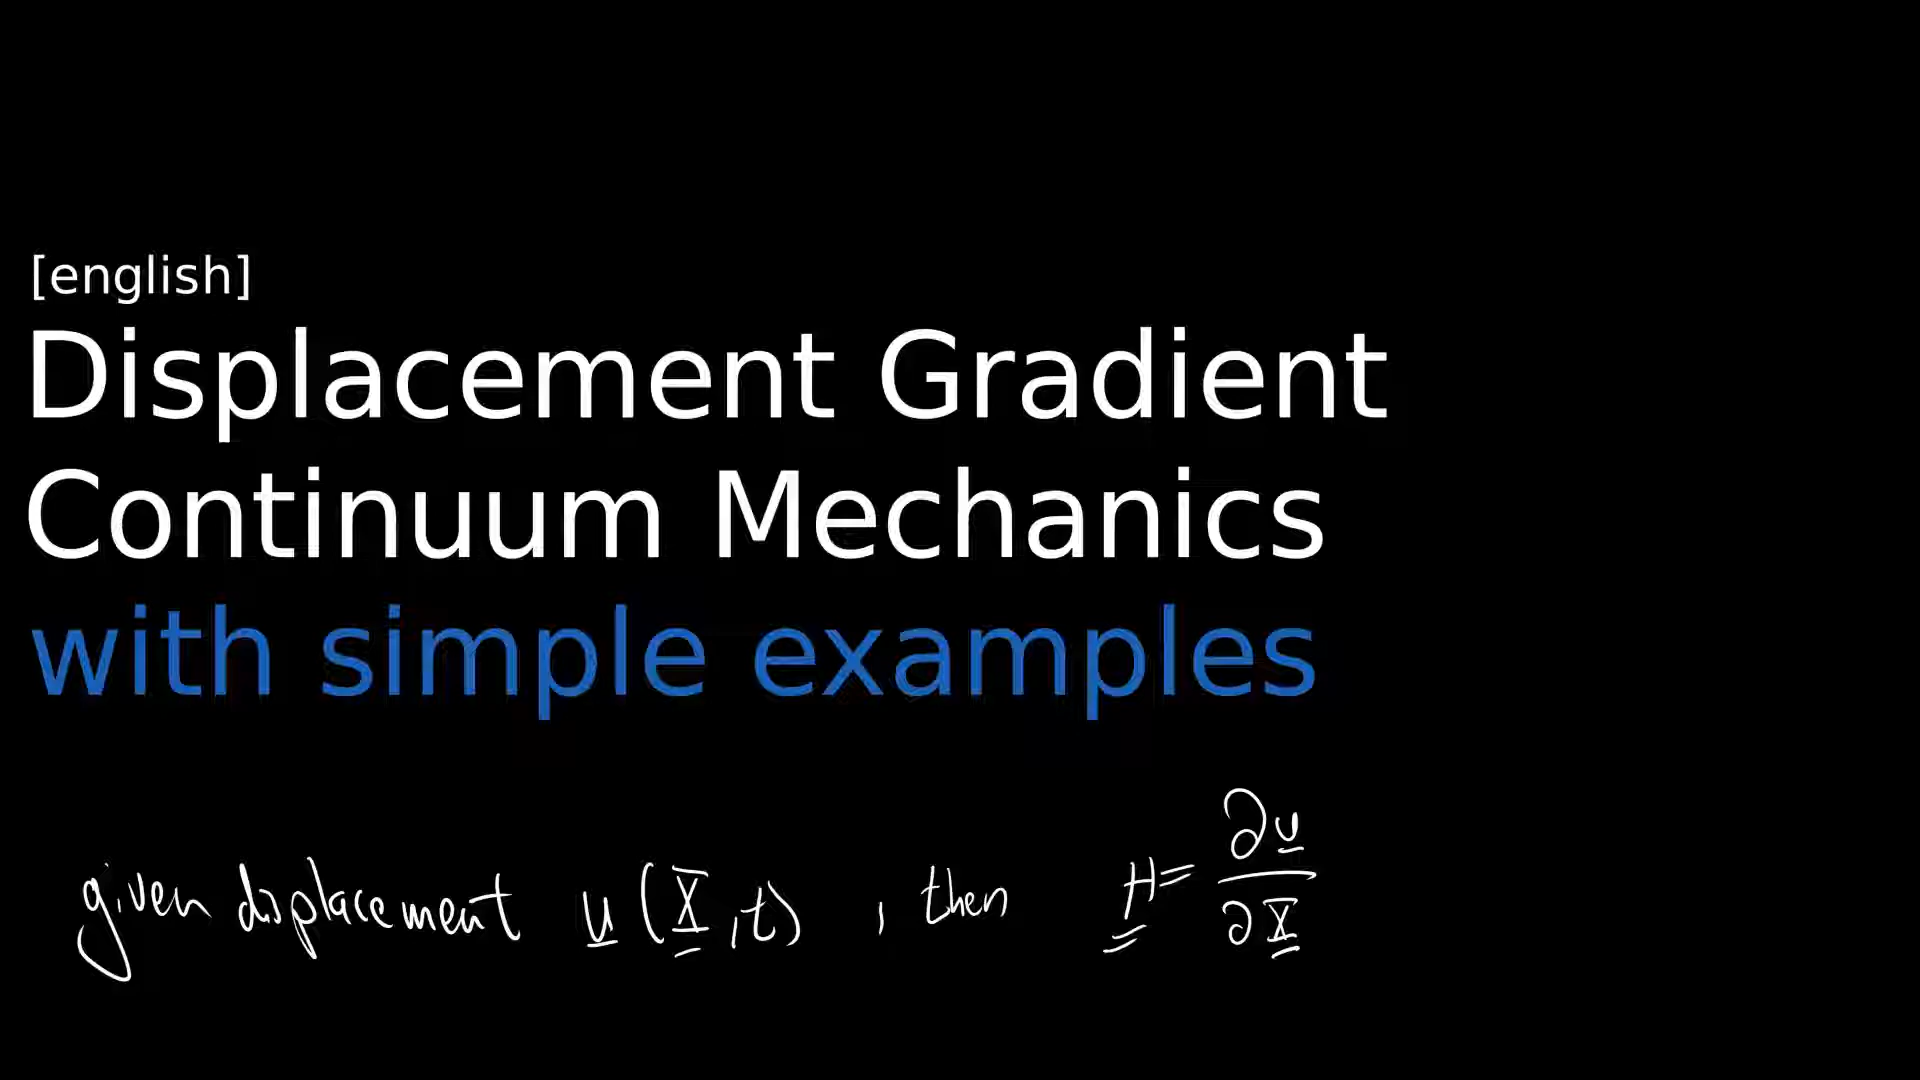 [english]
Displacement Gradient
Continuum Mechanics
with simple examples
given displacement u̲ (X̲, t) , then H̳ = ∂u̲ / ∂X̲